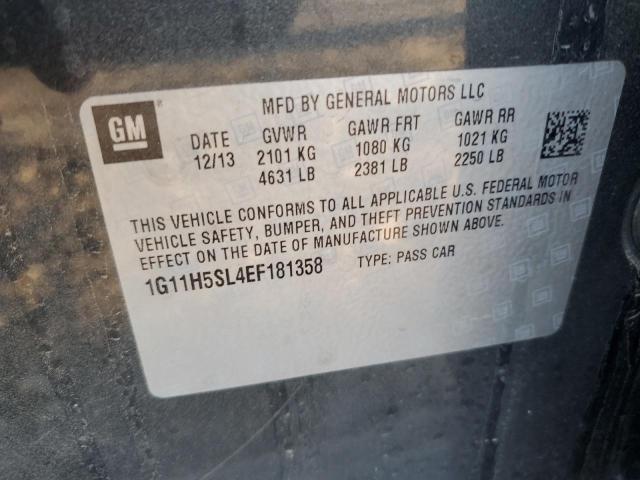 MFD BY GENERAL MOTORS LLC
GM
DATE GVWR GAWR FRT GAWR RR
12/13 2101 KG 1080 KG 1021 KG
4631 LB 2381 LB 2250 LB
THIS VEHICLE CONFORMS TO ALL APPLICABLE U.S. FEDERAL MOTOR
VEHICLE SAFETY, BUMPER, AND THEFT PREVENTION STANDARDS IN
EFFECT ON THE DATE OF MANUFACTURE SHOWN ABOVE.
1G11H5SL4EF181358 TYPE: PASS CAR